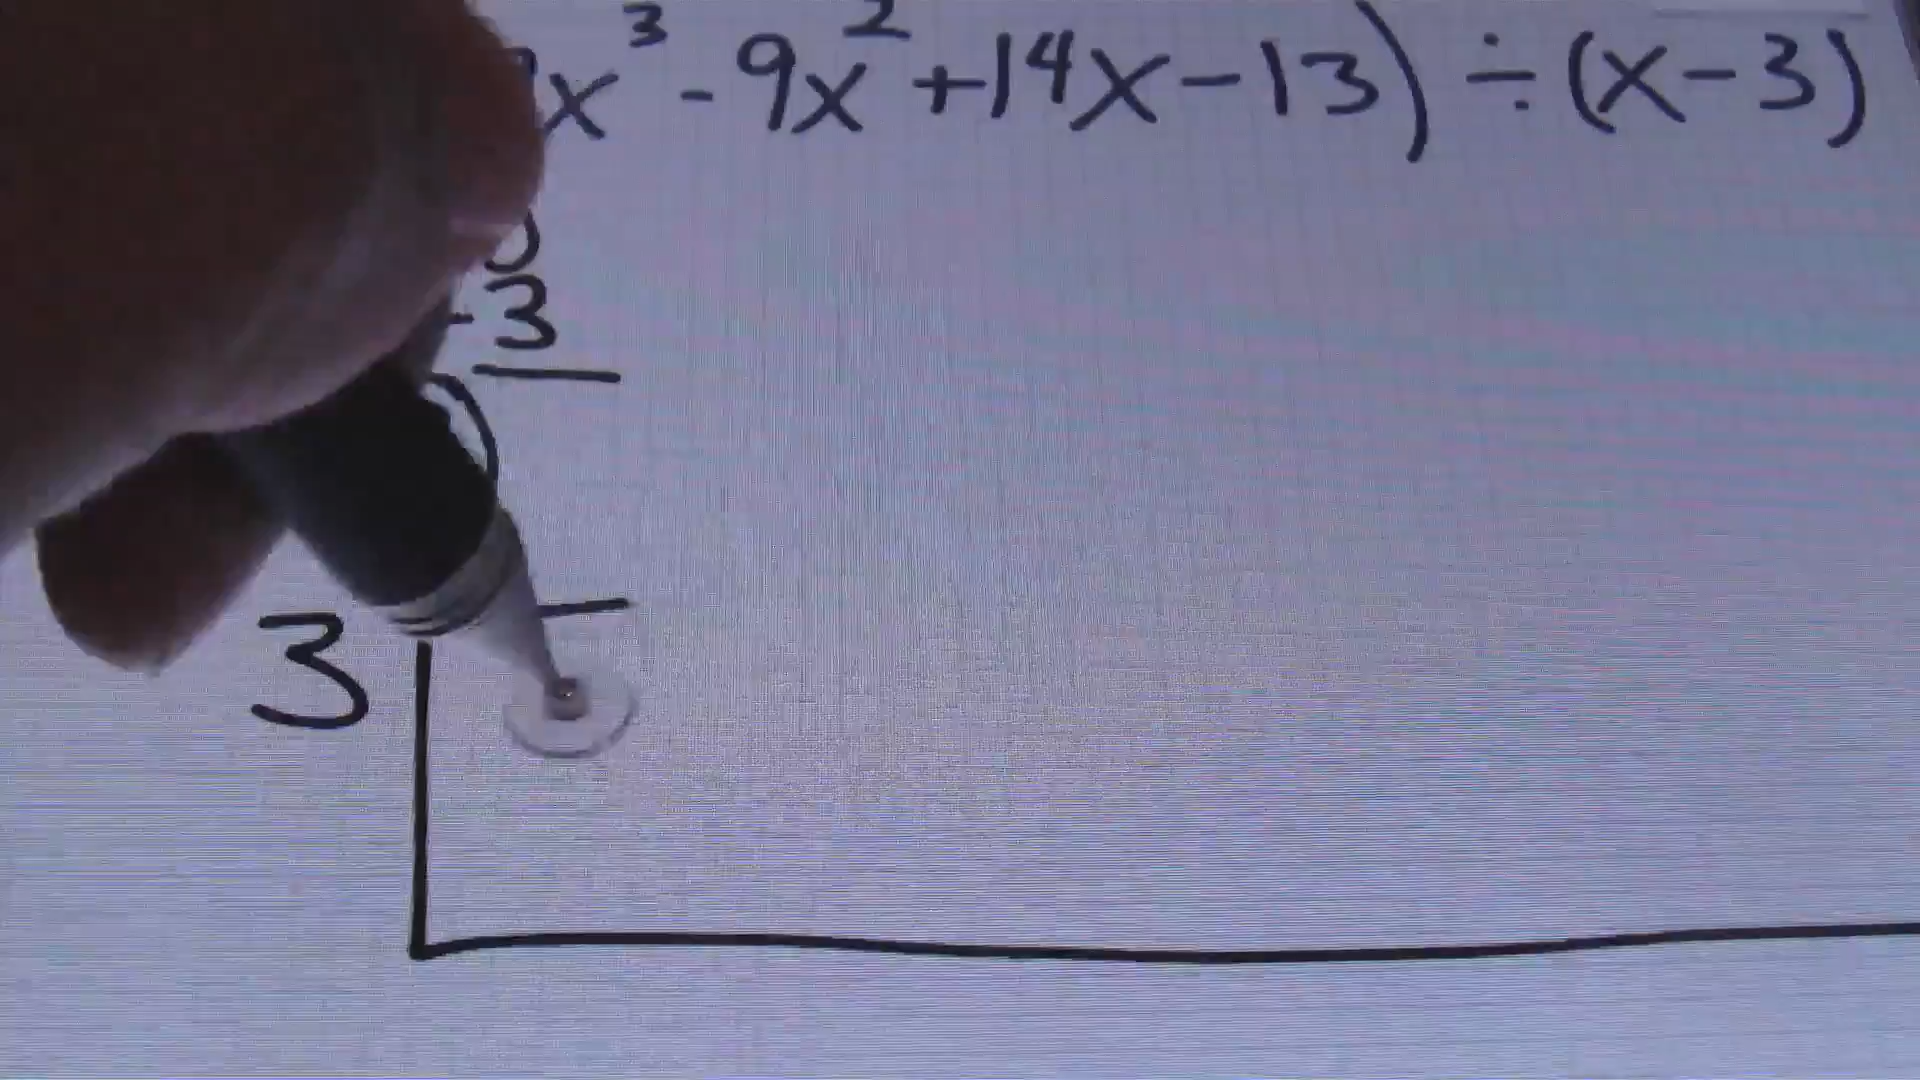 x³ - 9x² + 14x - 13) ÷ (x - 3)
3
3